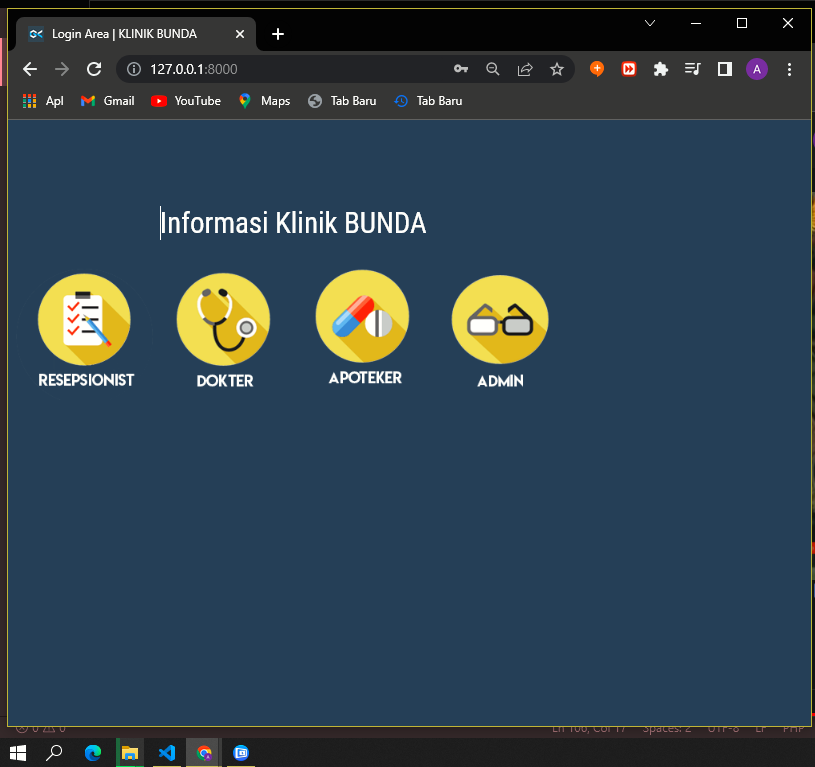 Login Area | KLINIK BUNDA
127.0.0.1:8000
A
Apl Gmail YouTube Maps Tab Baru Tab Baru
Informasi Klinik BUNDA
RESEPSIONIST DOKTER APOTEKER ADMIN
Ln 100, Col 17 Spaces: 2 UTF-8 LF PHP